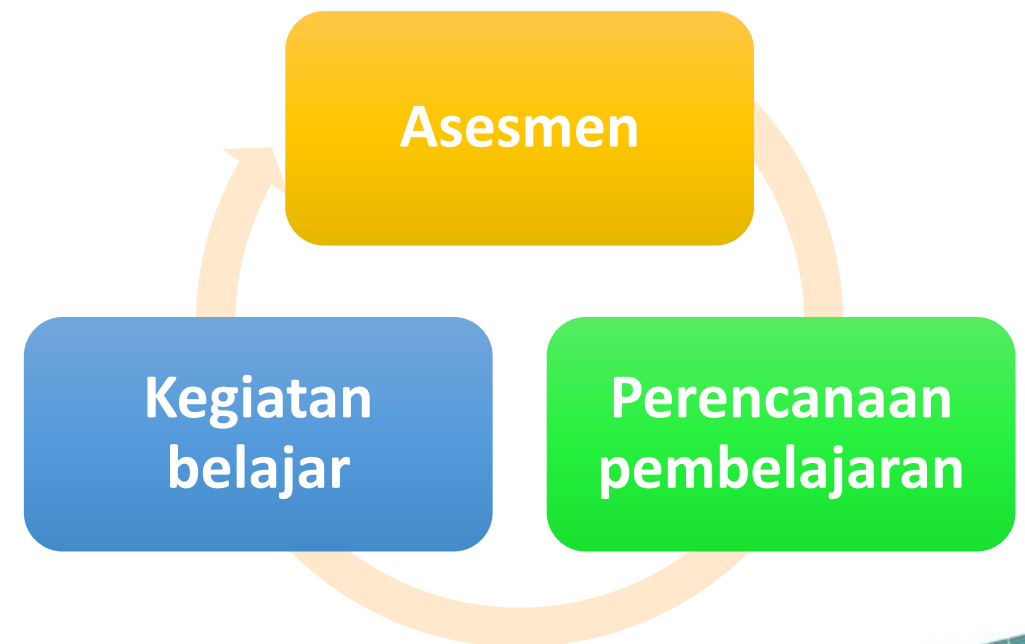 Asesmen
Kegiatan
belajar
Perencanaan
pembelajaran